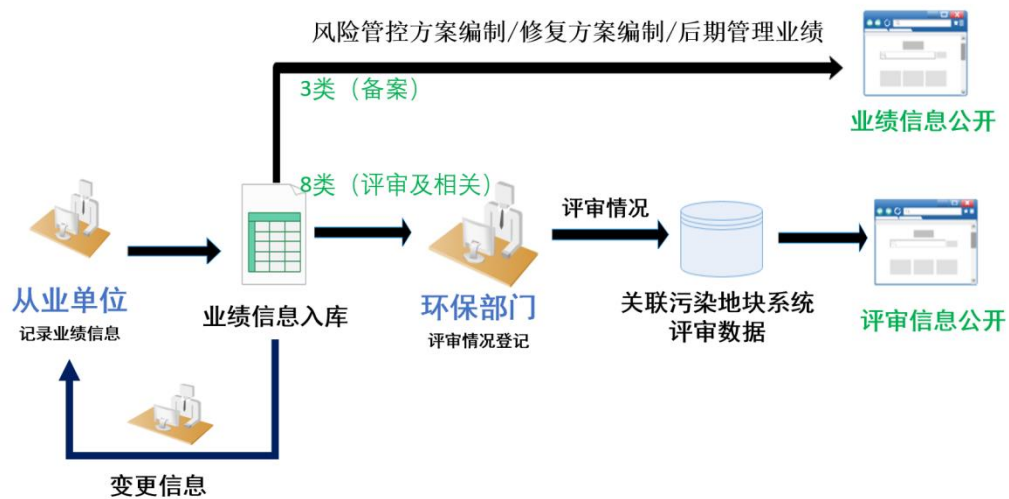 风险管控方案编制/修复方案编制/后期管理业绩
3类（备案）
业绩信息公开
8类（评审及相关）
评审情况
从业单位
记录业绩信息
业绩信息入库
环保部门
评审情况登记
关联污染地块系统
评审数据
评审信息公开
变更信息